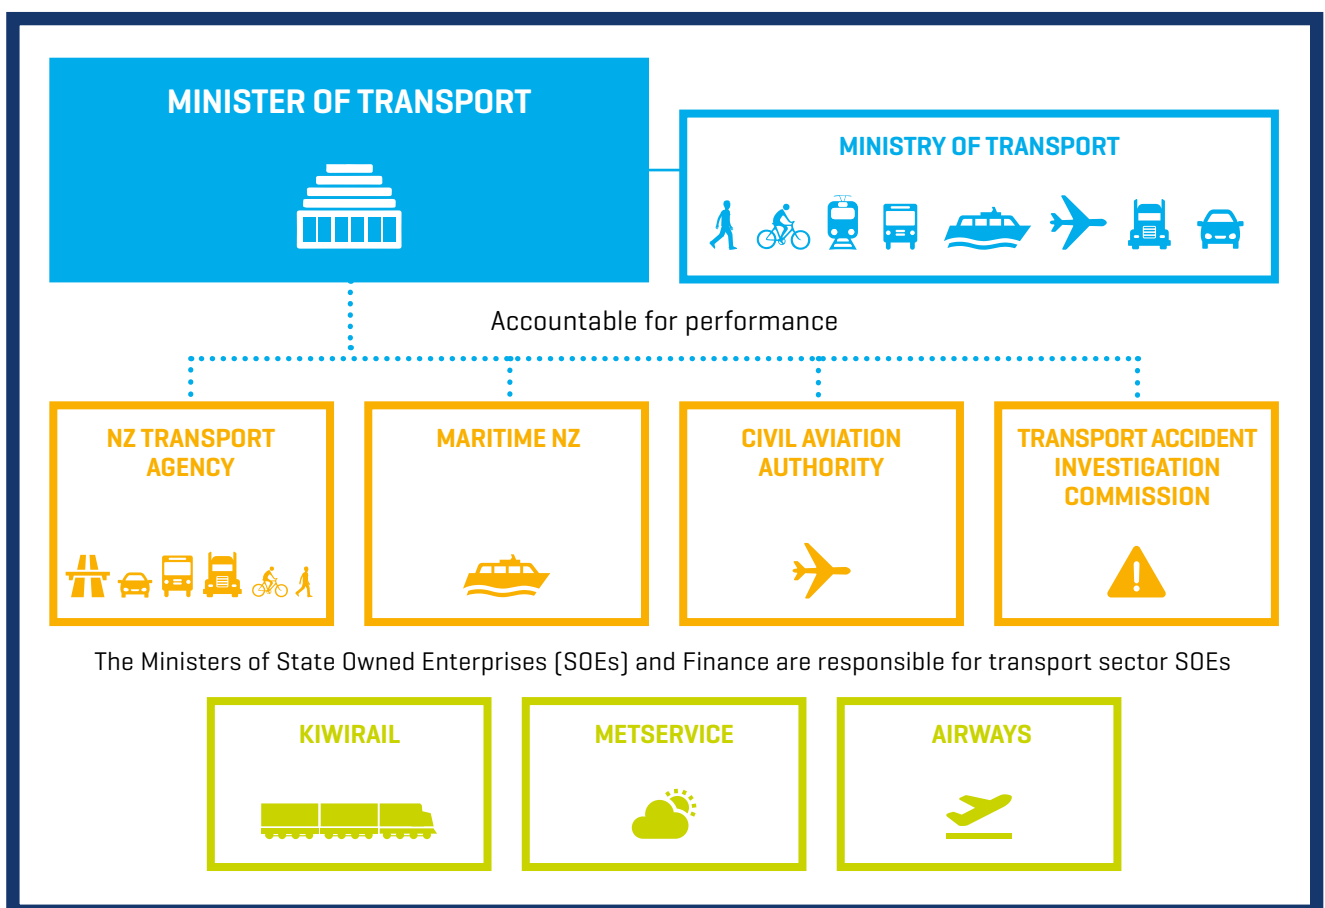 MINISTER OF TRANSPORT
MINISTRY OF TRANSPORT
Accountable for performance
NZ TRANSPORT
AGENCY
MARITIME NZ
CIVIL AVIATION
AUTHORITY
TRANSPORT ACCIDENT
INVESTIGATION
COMMISSION
The Ministers of State Owned Enterprises (SOEs) and Finance are responsible for transport sector SOEs
KIWIRAIL
METSERVICE
AIRWAYS